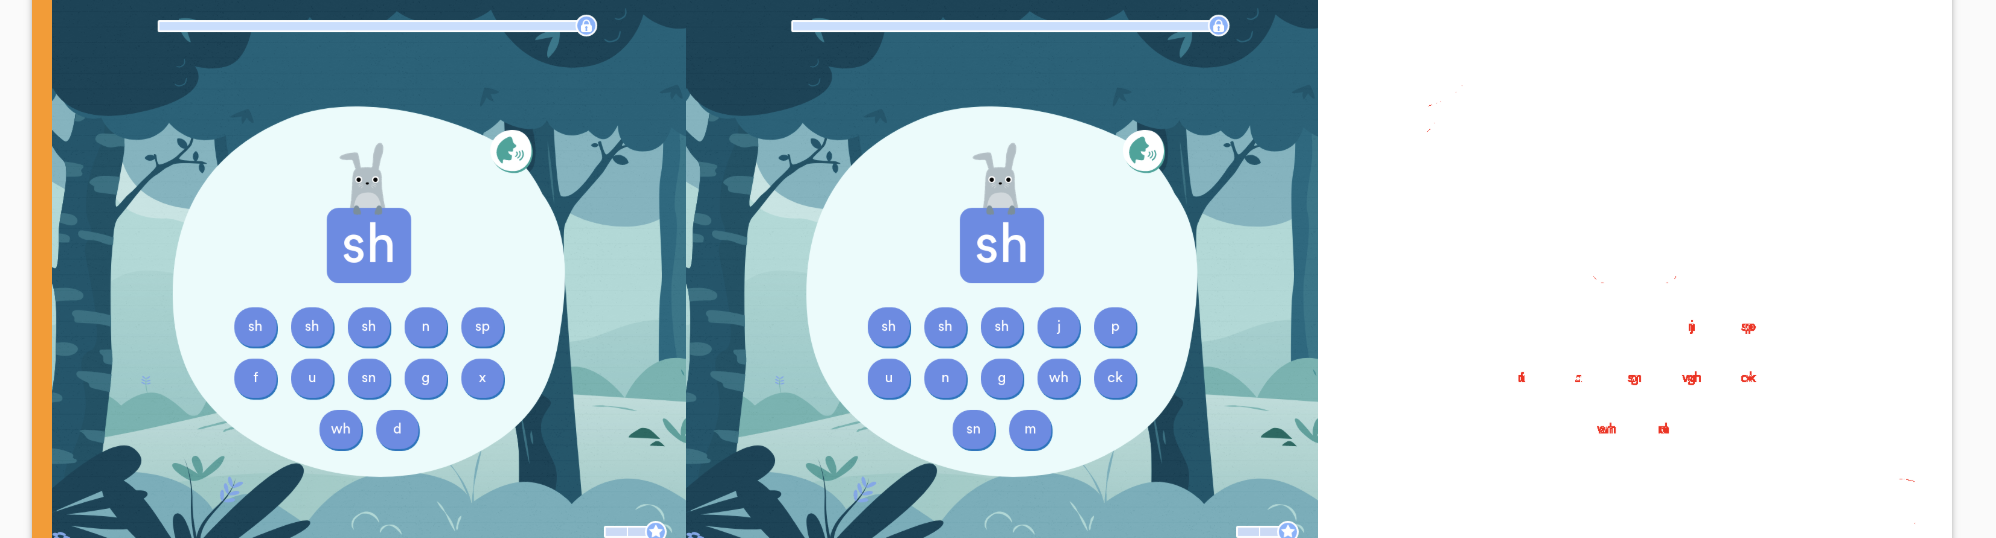 sh
sh sh sh n sp
f u sn g x
wh d
sh
sh sh sh j p
u n g wh ck
sn m